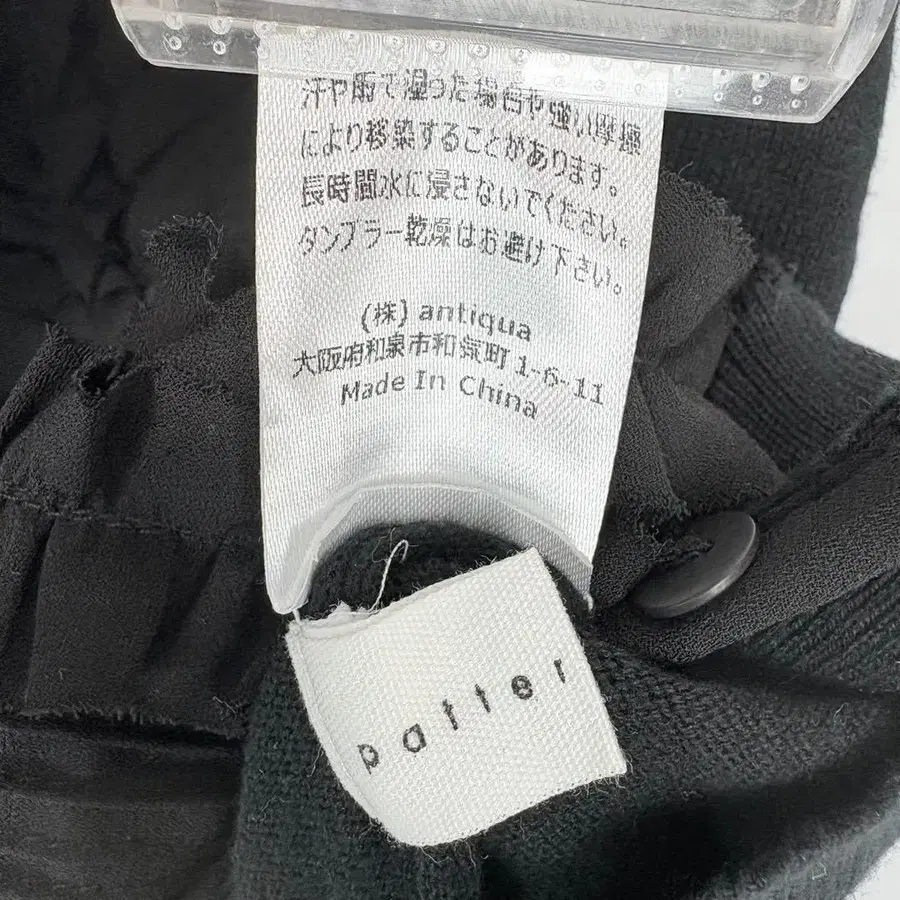 汗や雨で湿った場合や強い摩擦
により移染することがあります。
長時間水に浸さないでください。
タンブラー乾燥はお避け下さい。
(株) antiqua
大阪府和泉市和気町1-6-11
Made In China
patter